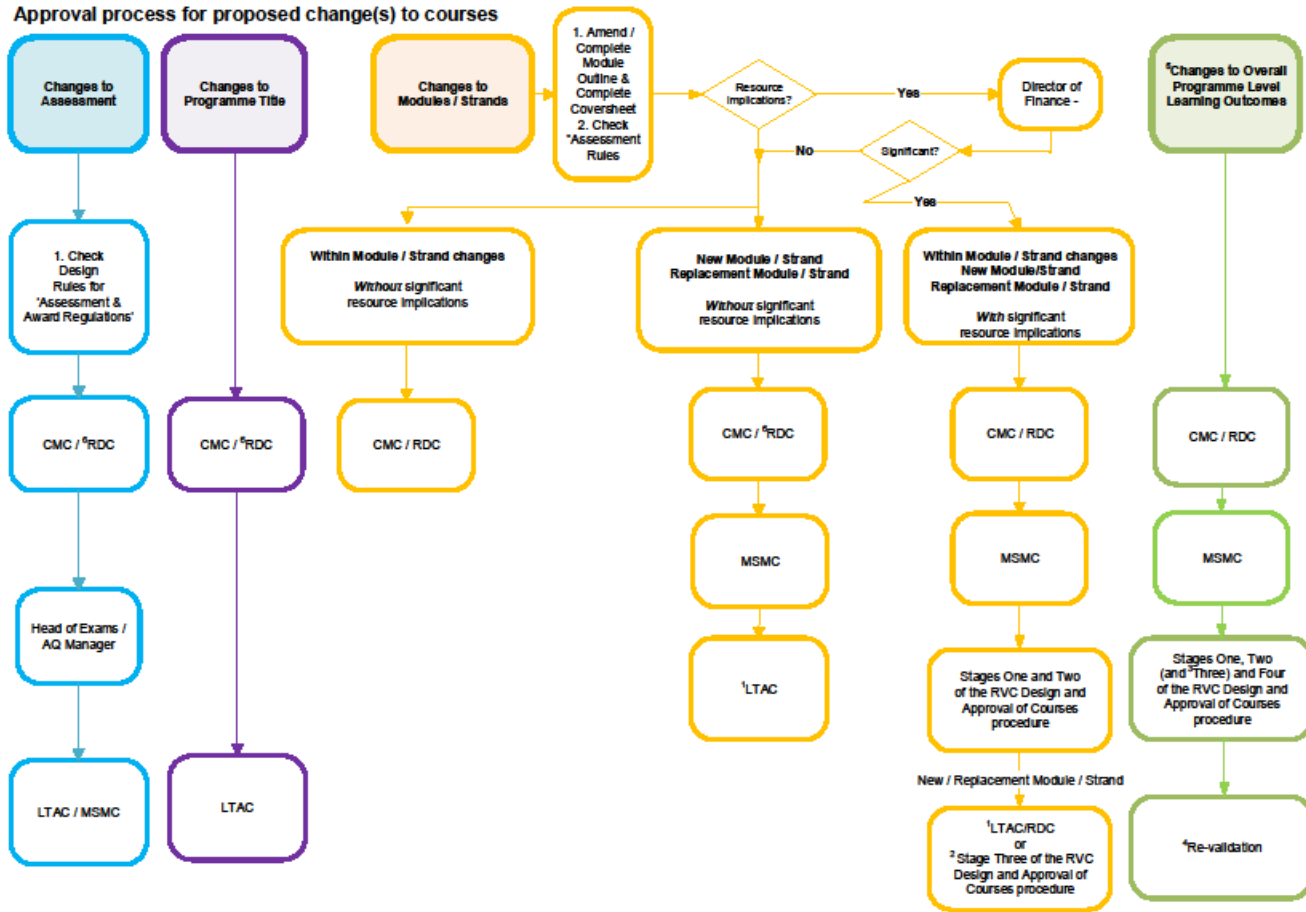 Approval process for proposed change(s) to courses
Changes to
Assessment
1. Check
Design
Rules for
'Assessment &
Award Regulations'
CMC / ⁶RDC
Head of Exams /
AQ Manager
LTAC / MSMC
Changes to
Programme Title
CMC / ⁶RDC
LTAC
Changes to
Modules / Strands
1. Amend /
Complete
Module
Outline &
Complete
Coversheet
2. Check
"Assessment
Rules
Resource
Implications?
Yes
Director of
Finance -
Significant?
No
Yes
Within Module / Strand changes
Without significant
resource implications
CMC / RDC
New Module / Strand
Replacement Module / Strand
Without significant
resource implications
CMC / ⁶RDC
MSMC
¹LTAC
Within Module / Strand changes
New Module/Strand
Replacement Module / Strand
With significant
resource implications
CMC / RDC
MSMC
Stages One and Two
of the RVC Design and
Approval of Courses
procedure
New / Replacement Module / Strand
¹LTAC/RDC
or
² Stage Three of the RVC
Design and Approval of
Courses procedure
Changes to Overall
Programme Level
Learning Outcomes
CMC / RDC
MSMC
Stages One, Two
(and ³Three) and Four
of the RVC Design and
Approval of Courses
procedure
⁴Re-validation